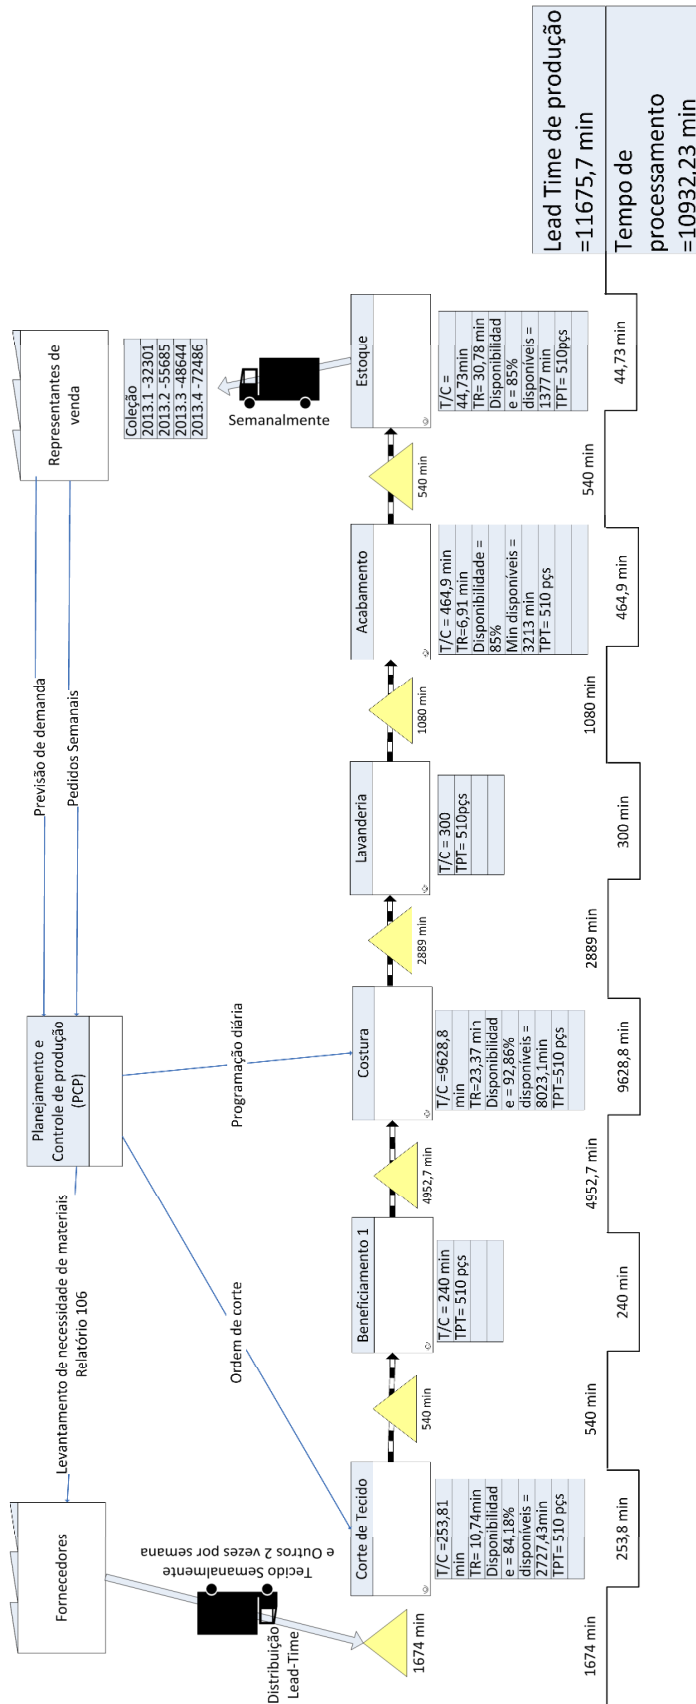 Fornecedores
Levantamento de necessidade de materiais
Relatório 106
Planejamento e
Controle de produção
(PCP)
Previsão de demanda
Pedidos Semanais
Representantes de
venda
Coleção
2013.1 -32301
2013.2 -55685
2013.3 -48644
2013.4 -72486
Semanalmente
Tecido Semanalmente
e Outros 2 vezes por semana
Distribuição
Lead-Time
Ordem de corte
Programação diária
1674 min
Corte de Tecido
T/C =253,81
min
TR= 10,74min
Disponibilidad
e = 84,18%
disponíveis =
2727,43min
TPT= 510 pçs
540 min
Beneficiamento 1
T/C = 240 min
TPT= 510 pçs
4952,7 min
Costura
T/C =9628,8
min
TR=23,37 min
Disponibilidad
e = 92,86%
disponíveis =
8023,1min
TPT=510 pçs
2889 min
Lavanderia
T/C = 300
TPT= 510pçs
1080 min
Acabamento
T/C = 464,9 min
TR=6,91 min
Disponibilidade =
85%
Min disponíveis =
3213 min
TPT= 510 pçs
540 min
Estoque
T/C =
44,73min
TR= 30,78 min
Disponibilidad
e = 85%
disponíveis =
1377 min
TPT= 510pçs
1674 min
253,8 min
540 min
240 min
4952,7 min
9628,8 min
2889 min
300 min
1080 min
464,9 min
540 min
44,73 min
Lead Time de produção
=11675,7 min
Tempo de
processamento
=10932,23 min